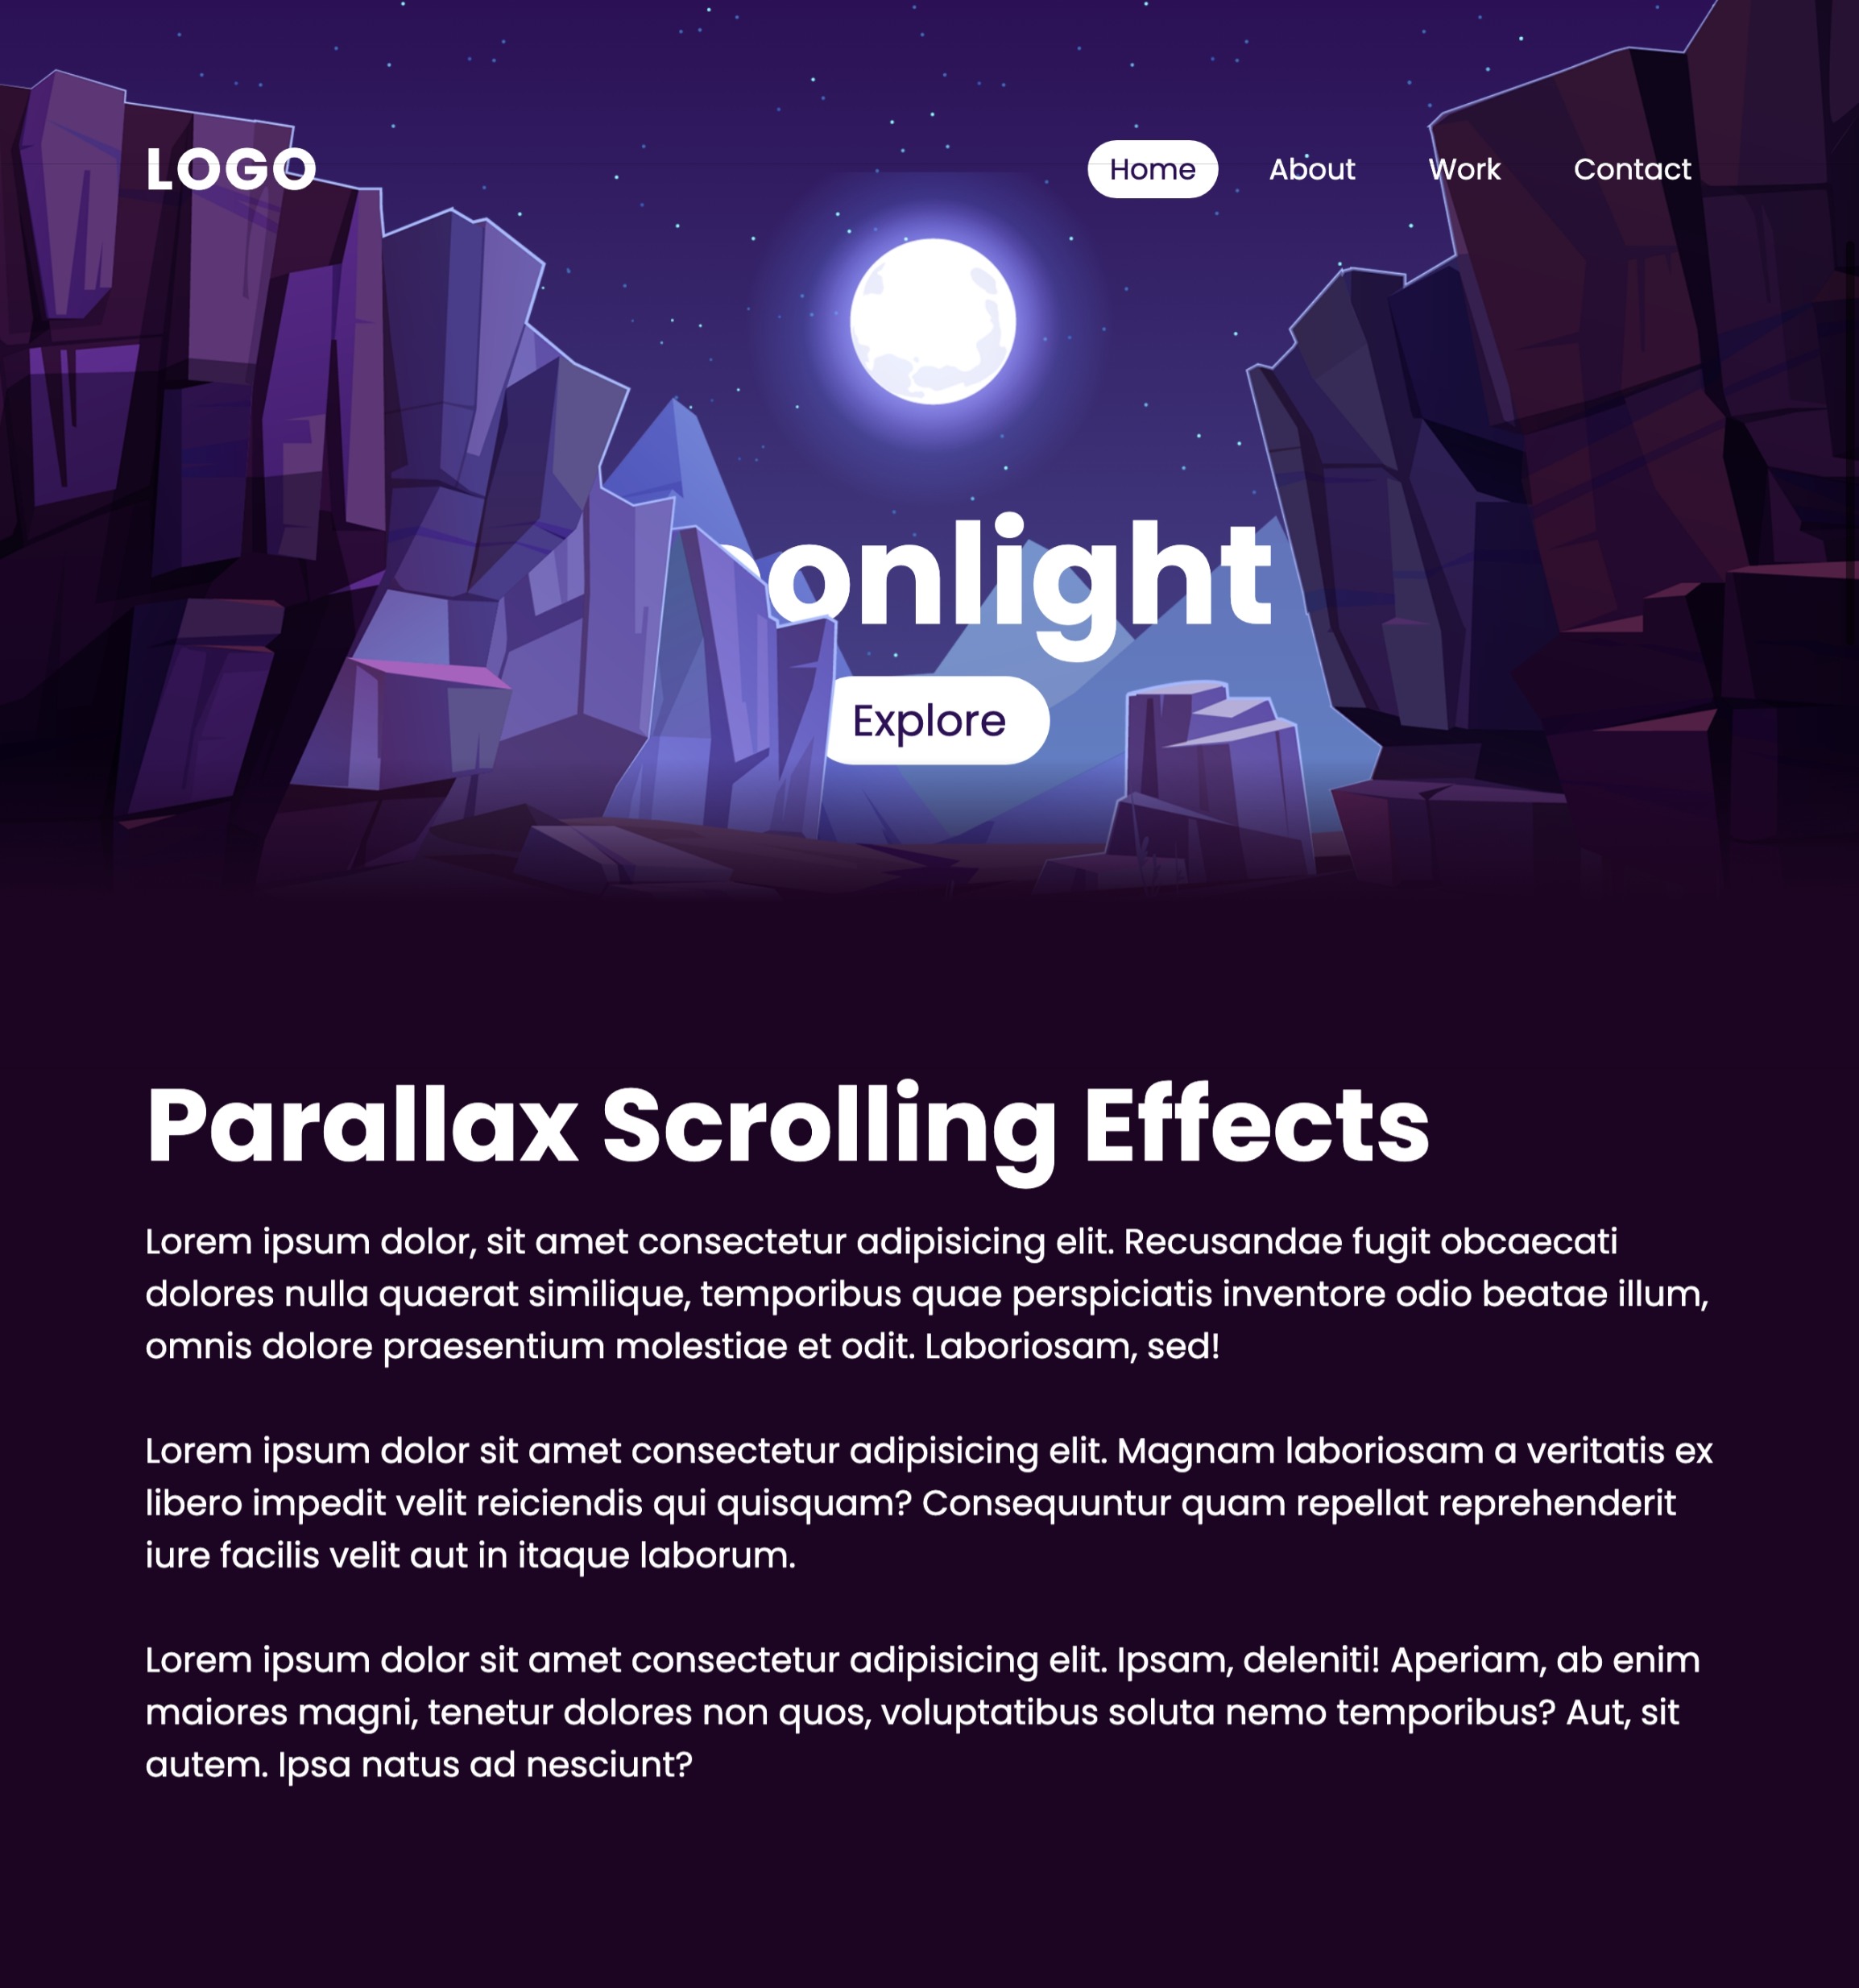 LOGO
Home About Work Contact
oonlight
Explore
Parallax Scrolling Effects
Lorem ipsum dolor, sit amet consectetur adipisicing elit. Recusandae fugit obcaecati
dolores nulla quaerat similique, temporibus quae perspiciatis inventore odio beatae illum,
omnis dolore praesentium molestiae et odit. Laboriosam, sed!
Lorem ipsum dolor sit amet consectetur adipisicing elit. Magnam laboriosam a veritatis ex
libero impedit velit reiciendis qui quisquam? Consequuntur quam repellat reprehenderit
iure facilis velit aut in itaque laborum.
Lorem ipsum dolor sit amet consectetur adipisicing elit. Ipsam, deleniti! Aperiam, ab enim
maiores magni, tenetur dolores non quos, voluptatibus soluta nemo temporibus? Aut, sit
autem. Ipsa natus ad nesciunt?